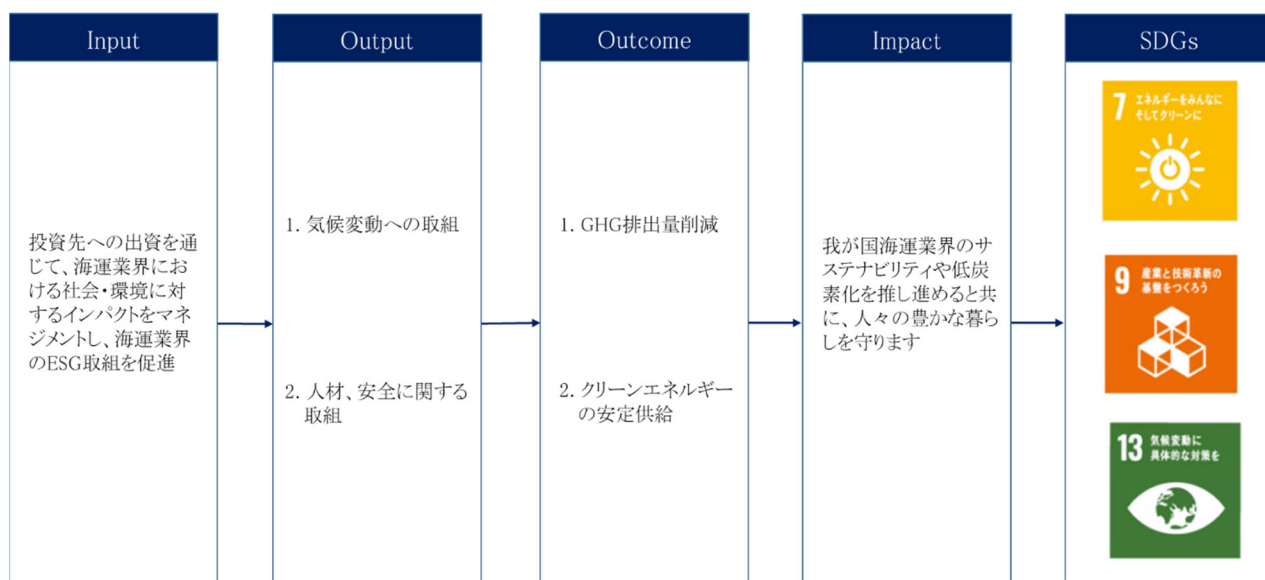 Input
投資先への出資を通
じて、海運業界にお
ける社会・環境に対
するインパクトをマネ
ジメントし、海運業界
のESG取組を促進
Output
1. 気候変動への取組
2. 人材、安全に関する
取組
Outcome
1. GHG排出量削減
2. クリーンエネルギー
の安定供給
Impact
我が国海運業界のサ
ステナビリティや低炭
素化を推し進めると共
に、人々の豊かな暮ら
しを守ります
SDGs
7 エネルギーをみんなに
そしてクリーンに
9 産業と技術革新の
基盤をつくろう
13 気候変動に
具体的な対策を